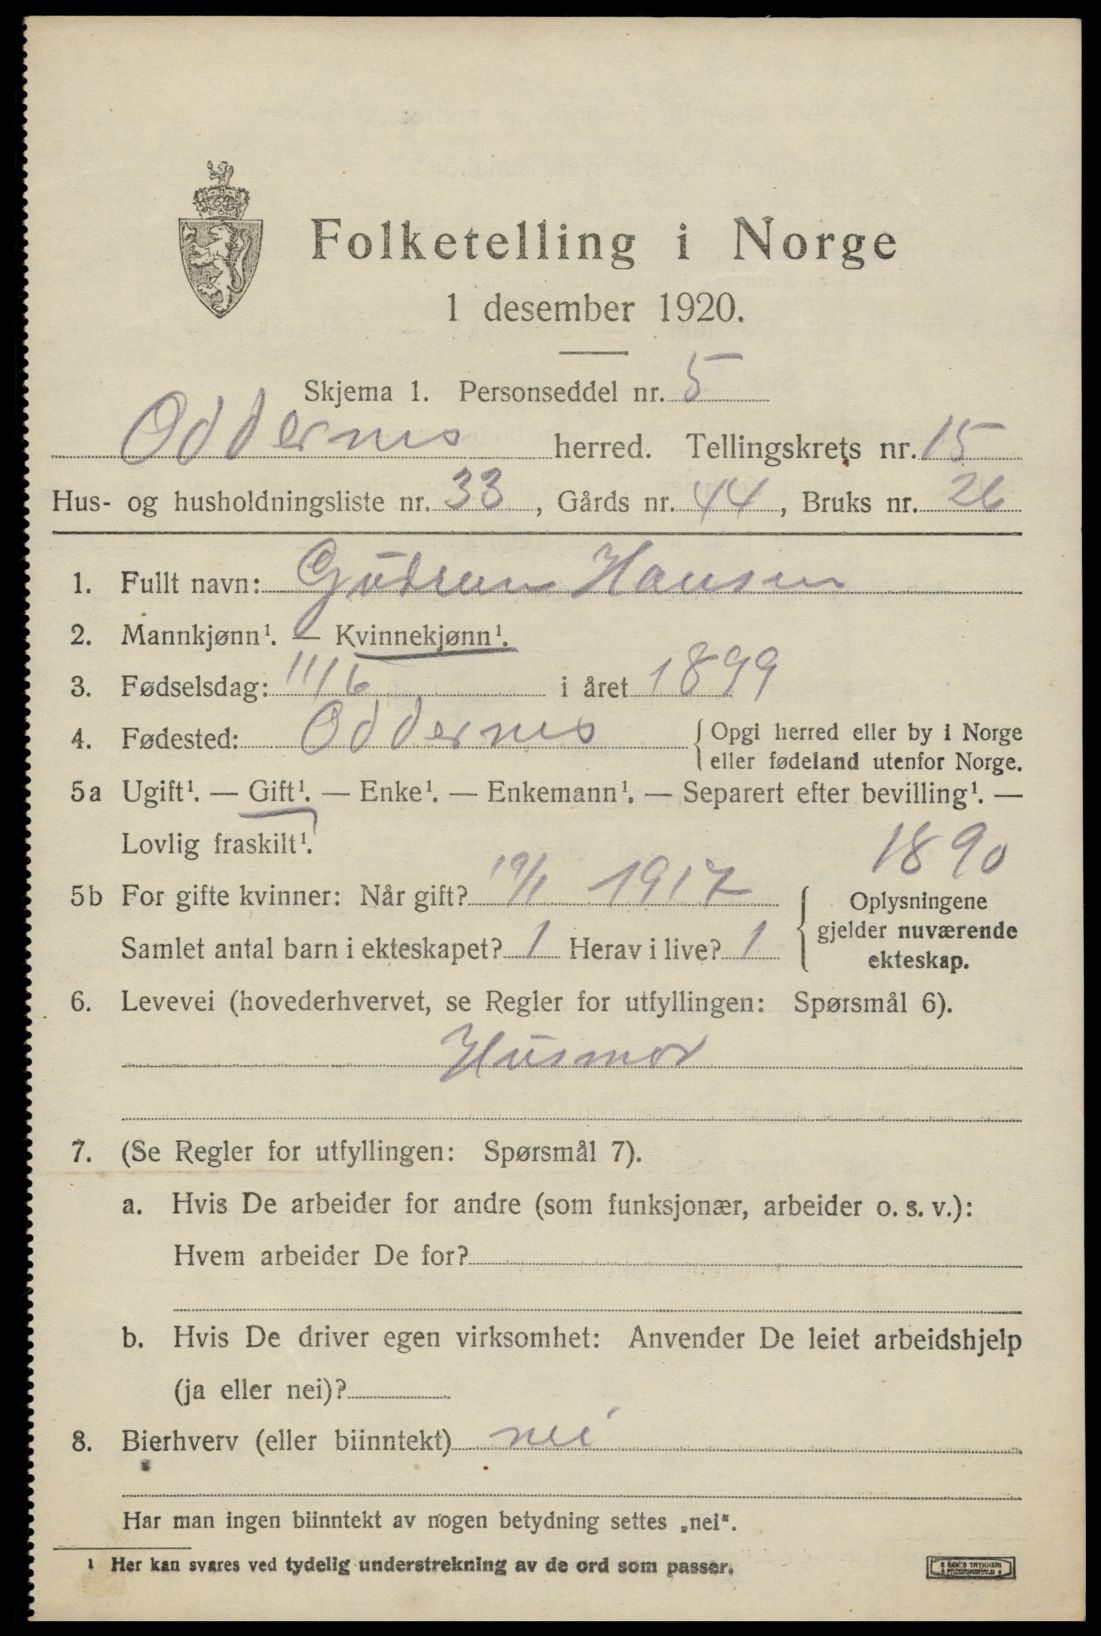 Folketelling i Norge
1 desember 1920.
Skjema 1. Personseddel nr. 5
Oddernes herred. Tellingskrets nr. 15
Hus- og husholdningsliste nr. 33, Gårds nr. 44, Bruks nr. 26
1. Fullt navn: Gudrun Hansen
2. Mannkjønn¹. — Kvinnekjønn¹.
3. Fødselsdag: 11/6 i året 1899
4. Fødested: Oddernes { Opgi herred eller by i Norge
eller fødeland utenfor Norge.
5a Ugift¹. — Gift¹. — Enke¹. — Enkemann¹. — Separert efter bevilling¹. —
Lovlig fraskilt¹. 1890
5b For gifte kvinner: Når gift? 19/1 1917 { Oplysningene
gjelder nuværende
ekteskap.
Samlet antal barn i ekteskapet? 1 Herav i live? 1
6. Levevei (hovederhvervet, se Regler for utfyllingen: Spørsmål 6).
Husmor
7. (Se Regler for utfyllingen: Spørsmål 7).
a. Hvis De arbeider for andre (som funksjonær, arbeider o. s. v.):
Hvem arbeider De for?
b. Hvis De driver egen virksomhet: Anvender De leiet arbeidshjelp
(ja eller nei)?
8. Bierhverv (eller biinntekt) nei
Har man ingen biinntekt av nogen betydning settes „nei".
¹ Her kan svares ved tydelig understrekning av de ord som passer.